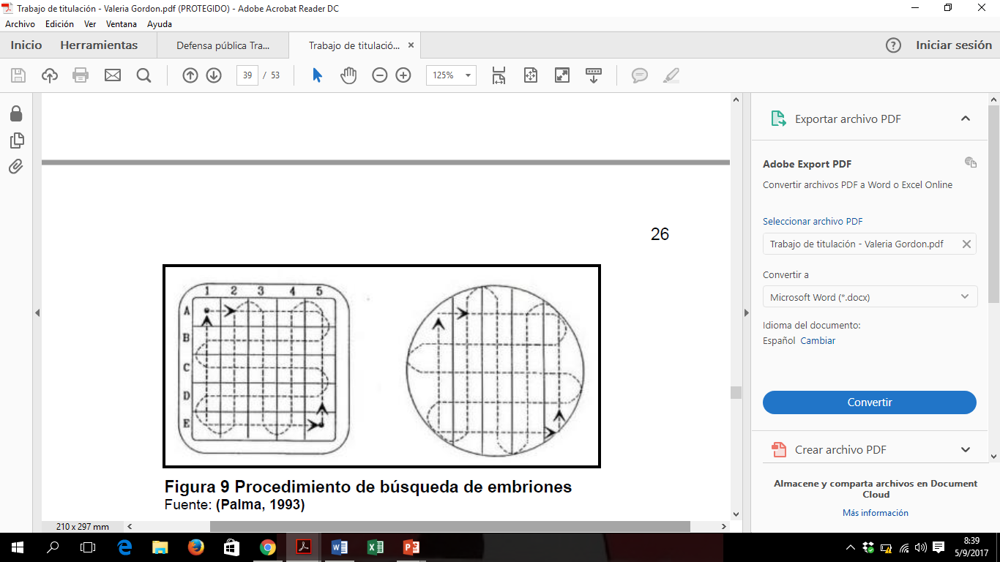 Trabajo de titulación - Valeria Gordon.pdf (PROTEGIDO) - Adobe Acrobat Reader DC
Archivo Edición Ver Ventana Ayuda
Inicio Herramientas Defensa pública Tra... Trabajo de titulació... × ? Iniciar sesión
39 / 53 125%
Exportar archivo PDF
Adobe Export PDF
Convertir archivos PDF a Word o Excel Online
Seleccionar archivo PDF
Trabajo de titulación - Valeria Gordon.pdf
Convertir a
Microsoft Word (*.docx)
Idioma del documento:
Español Cambiar
Convertir
Crear archivo PDF
Almacene y comparta archivos en Document
Cloud
Más información
26
1 2 3 4 5
A
B
C
D
E
Figura 9 Procedimiento de búsqueda de embriones
Fuente: (Palma, 1993)
210 x 297 mm
8:39
5/9/2017